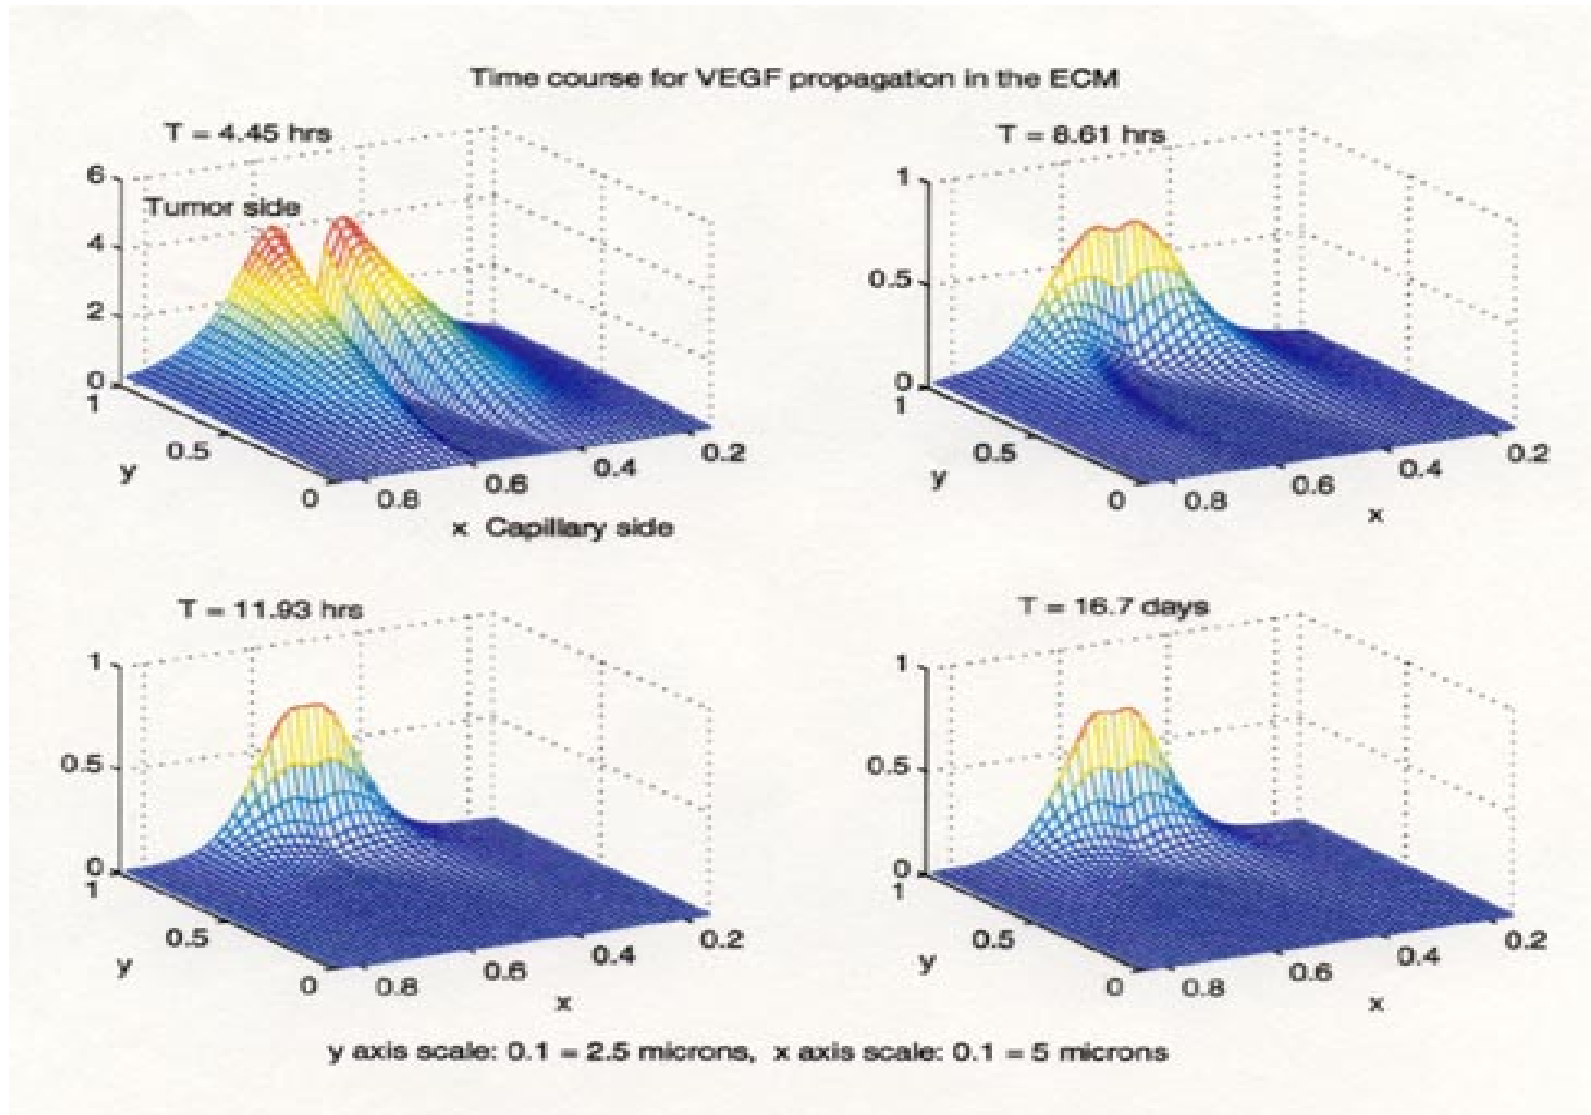 Time course for VEGF propagation in the ECM
T = 4.45 hrs
6
Tumor side
4
2
0
1
0.5
y
0
0.8
0.6
0.4
0.2
x Capillary side
T = 8.61 hrs
1
0.5
0
1
0.5
y
0
0.8
0.6
0.4
0.2
x
T = 11.93 hrs
1
0.5
0
1
0.5
y
0
0.8
0.6
0.4
0.2
x
T = 16.7 days
1
0.5
0
1
0.5
y
0
0.8
0.6
0.4
0.2
x
y axis scale: 0.1 = 2.5 microns, x axis scale: 0.1 = 5 microns